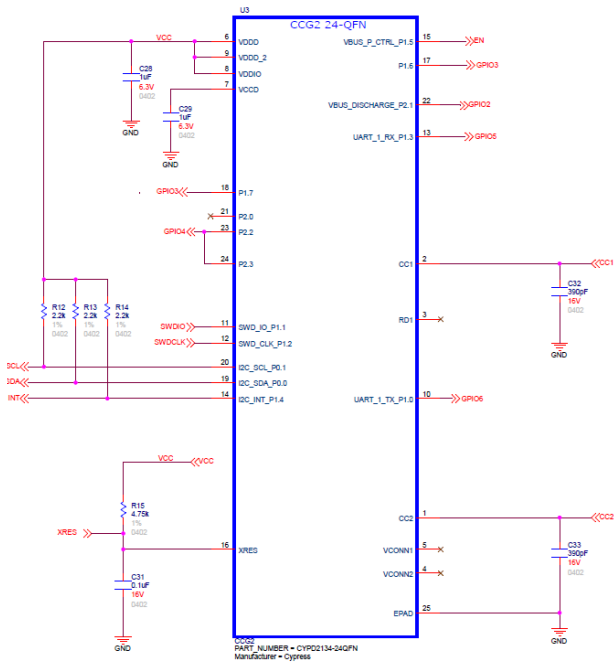 U3
CCG2 24-QFN
VCC
6 VDDD
9 VDDD_2
8 VDDIO
7 VCCD
C28
1uF
6.3V
0402
GND
C29
1uF
6.3V
0402
GND
VBUS_P_CTRL_P1.5 15 EN
P1.6 17 GPIO3
VBUS_DISCHARGE_P2.1 22 GPIO2
UART_1_RX_P1.3 13 GPIO5
GPIO3 18 P1.7
21 P2.0
GPIO4 23 P2.2
24 P2.3
CC1 2 CC1
C32
390pF
16V
0402
GND
RD1 3
R12
2.2k
1%
0402
R13
2.2k
1%
0402
R14
2.2k
1%
0402
SWDIO 11 SWD_IO_P1.1
SWDCLK 12 SWD_CLK_P1.2
SCL 20 I2C_SCL_P0.1
SDA 19 I2C_SDA_P0.0
INT 14 I2C_INT_P1.4
UART_1_TX_P1.0 10 GPIO6
VCC VCC
R15
4.75k
1%
0402
XRES 16 XRES
C31
0.1uF
16V
0402
GND
CC2 1 CC2
VCONN1 5
VCONN2 4
C33
390pF
16V
0402
EPAD 25
GND
CCG2
PART_NUMBER = CYPD2134-24QFN
Manufacturer = Cypress